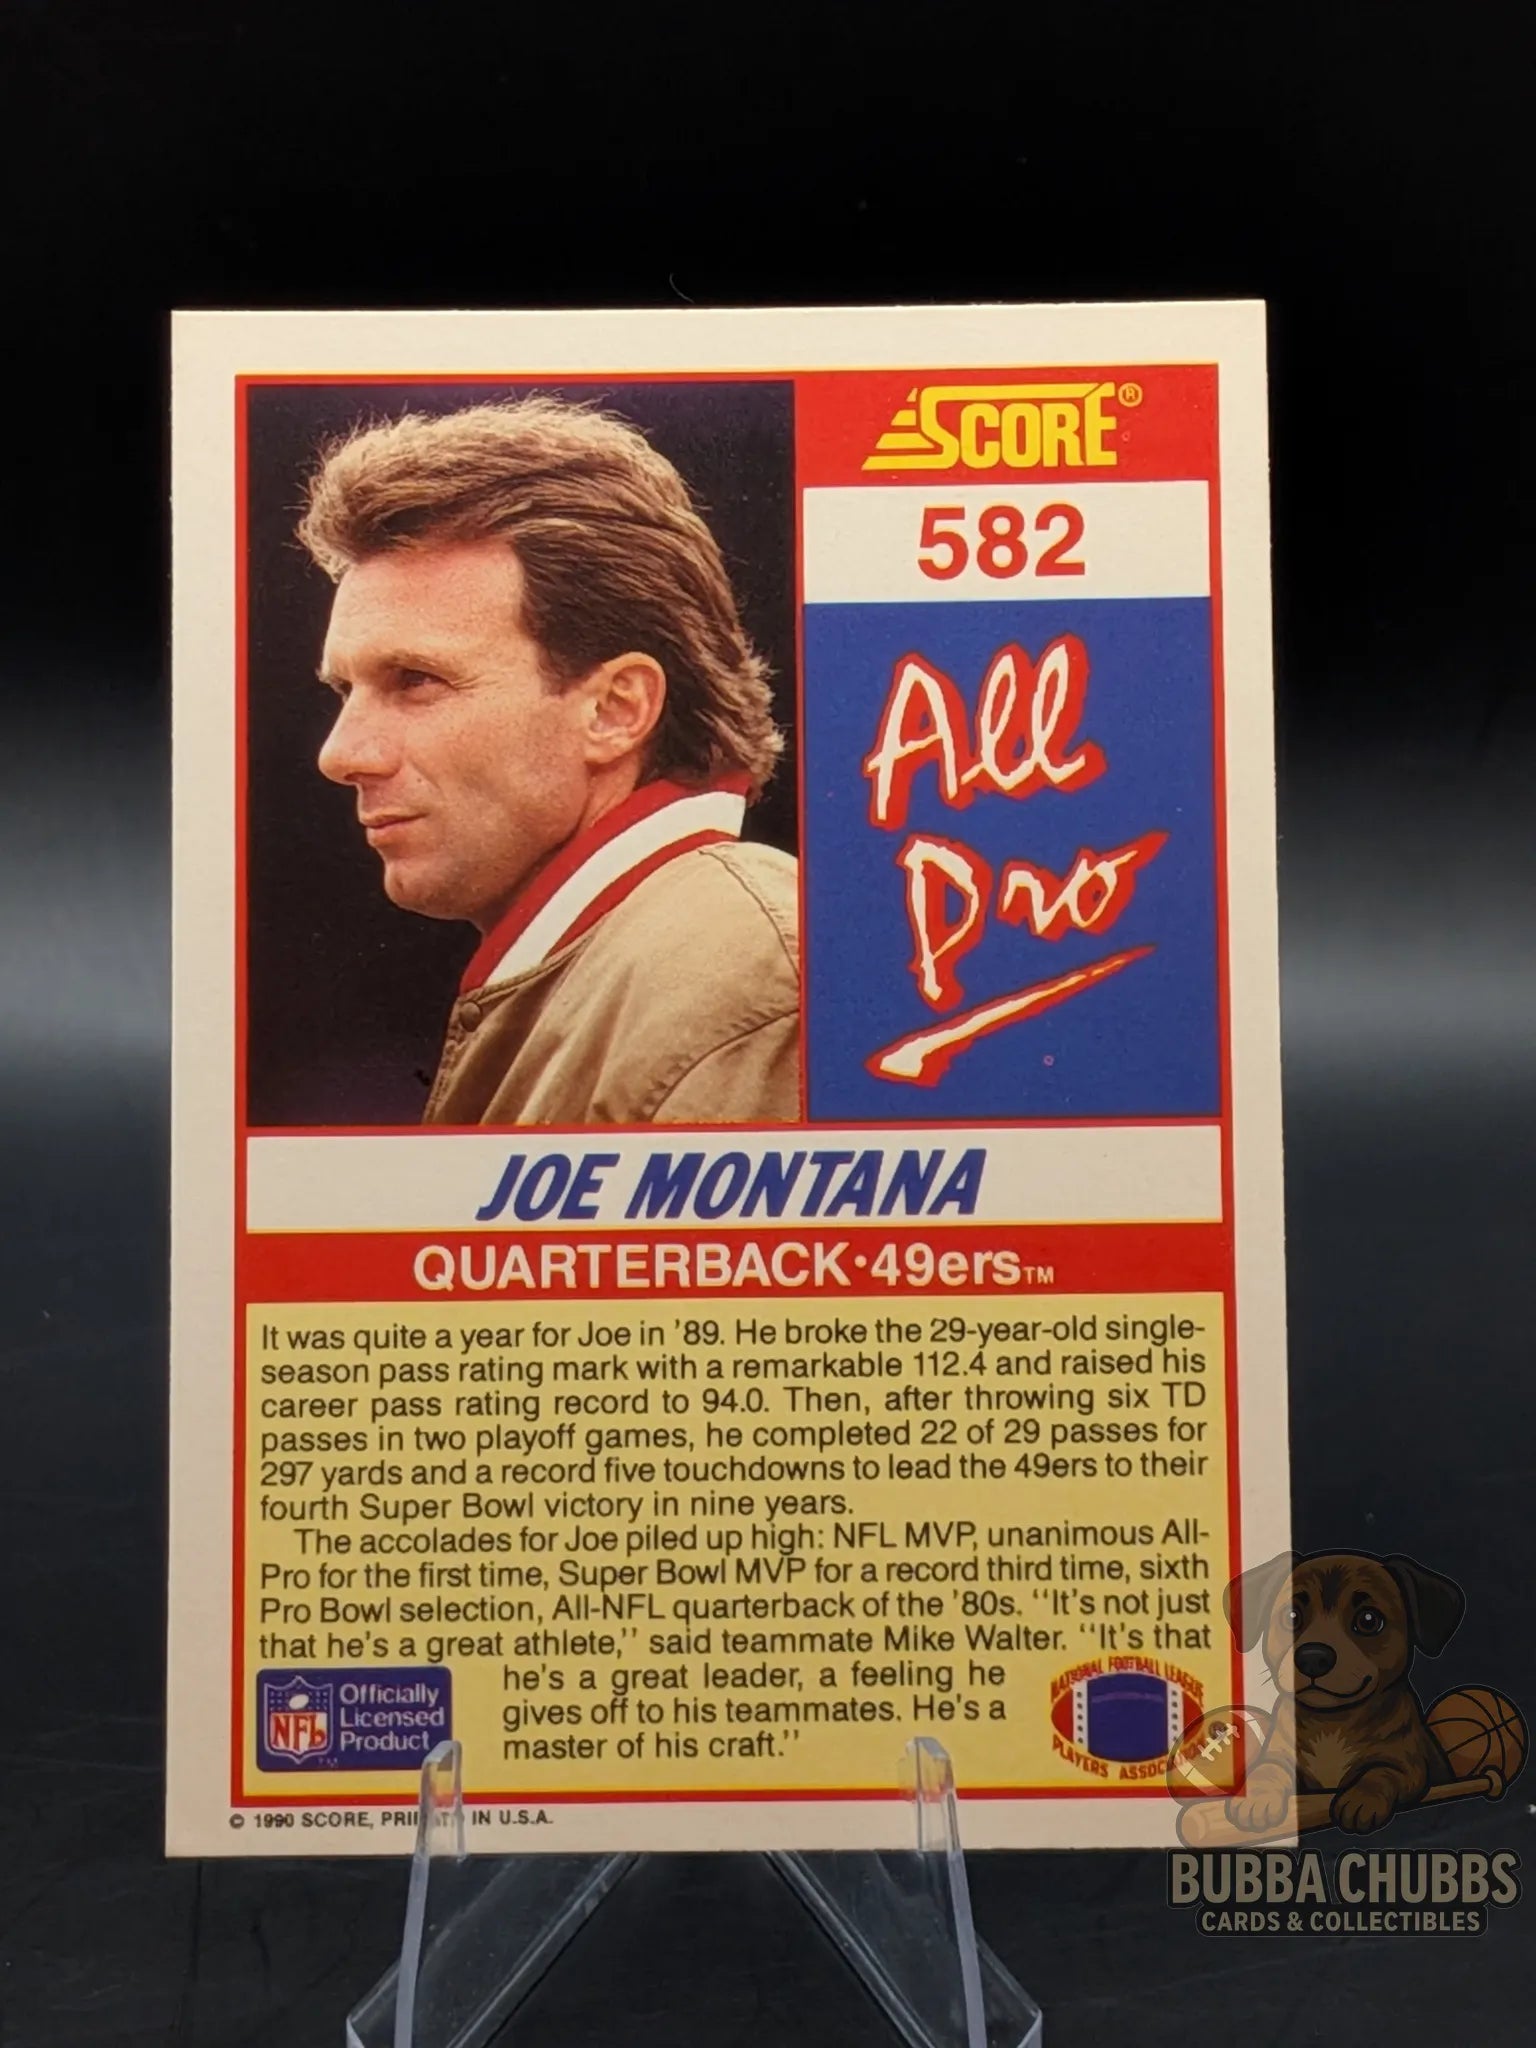 SCORE®
582
All
Pro
JOE MONTANA
QUARTERBACK•49ers™
It was quite a year for Joe in '89. He broke the 29-year-old single-
season pass rating mark with a remarkable 112.4 and raised his
career pass rating record to 94.0. Then, after throwing six TD
passes in two playoff games, he completed 22 of 29 passes for
297 yards and a record five touchdowns to lead the 49ers to their
fourth Super Bowl victory in nine years.
The accolades for Joe piled up high: NFL MVP, unanimous All-
Pro for the first time, Super Bowl MVP for a record third time, sixth
Pro Bowl selection, All-NFL quarterback of the '80s. "It's not just
that he's a great athlete," said teammate Mike Walter. "It's that
he's a great leader, a feeling he
gives off to his teammates. He's a
master of his craft."
NFL
Officially
Licensed
Product™
NATIONAL FOOTBALL LEAGUE
PLAYERS
© 1990 SCORE, IN U.S.A.
BUBBA CHUBBS
CARDS & COLLECTIBLES